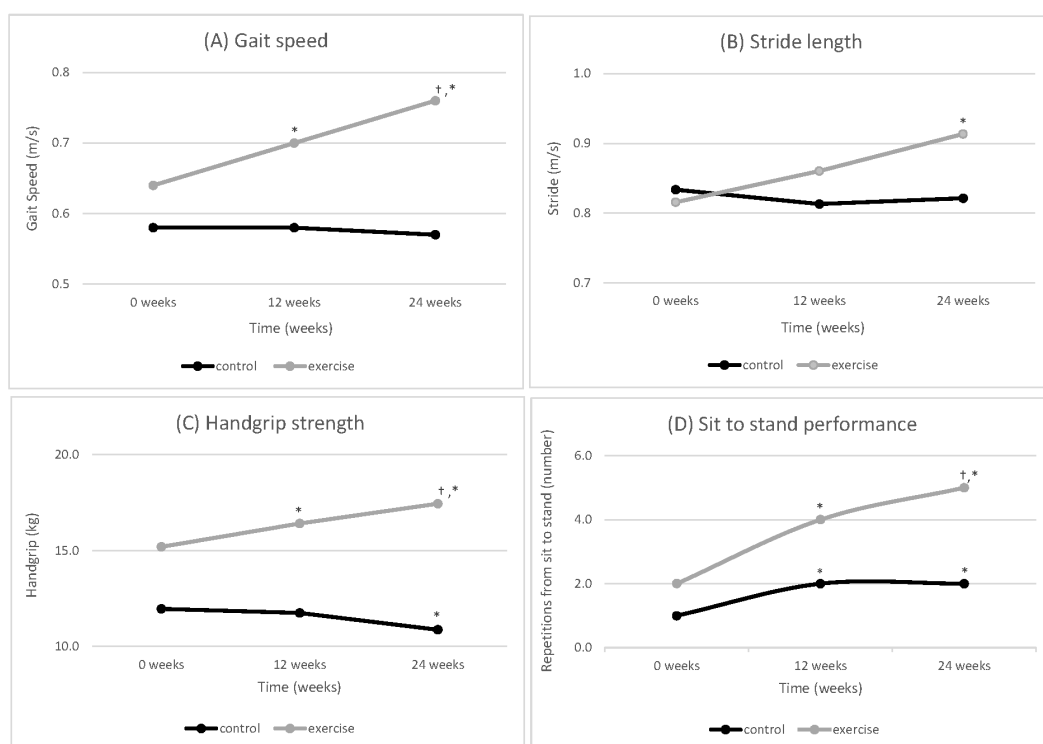 (A) Gait speed
0.8
0.7
0.6
0.5
Gait Speed (m/s)
*
†,*
0 weeks 12 weeks 24 weeks
Time (weeks)
control exercise
(B) Stride length
1.0
0.9
0.8
0.7
Stride (m/s)
*
0 weeks 12 weeks 24 weeks
Time (weeks)
control exercise
(C) Handgrip strength
20.0
15.0
10.0
Handgrip (kg)
*
†,*
*
0 weeks 12 weeks 24 weeks
Time (weeks)
control exercise
(D) Sit to stand performance
6.0
4.0
2.0
0.0
Repetitions from sit to stand (number)
*
†,*
*
*
0 weeks 12 weeks 24 weeks
Time (weeks)
control exercise